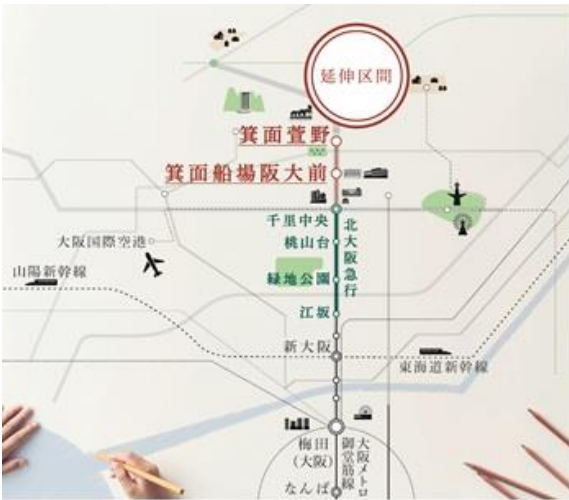 延伸区間
箕面萱野
箕面船場阪大前
千里中央
北大阪急行
桃山台
大阪国際空港
山陽新幹線
緑地公園
江坂
新大阪
東海道新幹線
梅田
(大阪)
大阪メトロ
御堂筋線
なんば